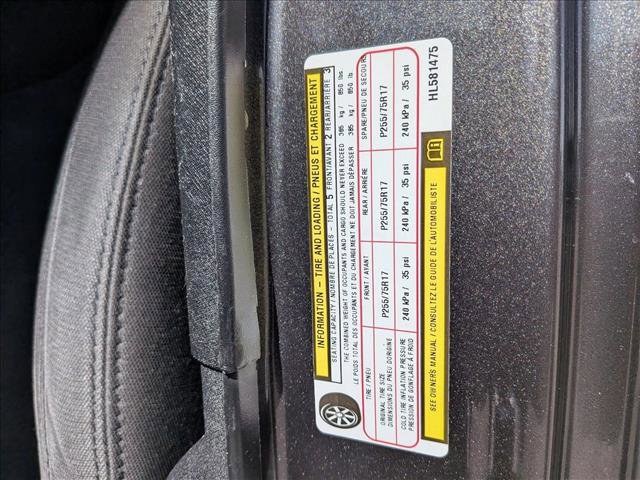 INFORMATION – TIRE AND LOADING / PNEUS ET CHARGEMENT
SEATING CAPACITY/NOMBRE DE PLACES – TOTAL 5 FRONT/AVANT 2 REAR/ARRIÈRE 3
THE COMBINED WEIGHT OF OCCUPANTS AND CARGO SHOULD NEVER EXCEED 385 kg / 850 lbs.
LE POIDS TOTAL DES OCCUPANTS ET DU CHARGEMENT NE DOIT JAMAIS DÉPASSER 385 kg / 850 lb.
TIRE / PNEU FRONT / AVANT REAR / ARRIÈRE SPARE/PNEU DE SECOURS
ORIGINAL TIRE SIZE P255/75R17 P255/75R17 P255/75R17
DIMENSIONS DU PNEU D'ORIGINE
COLD TIRE INFLATION PRESSURE 240 kPa / 35 psi 240 kPa / 35 psi 240 kPa / 35 psi
PRESSION DE GONFLAGE À FROID
SEE OWNERS MANUAL / CONSULTEZ LE GUIDE DE L'AUTOMOBILISTE
HL581475